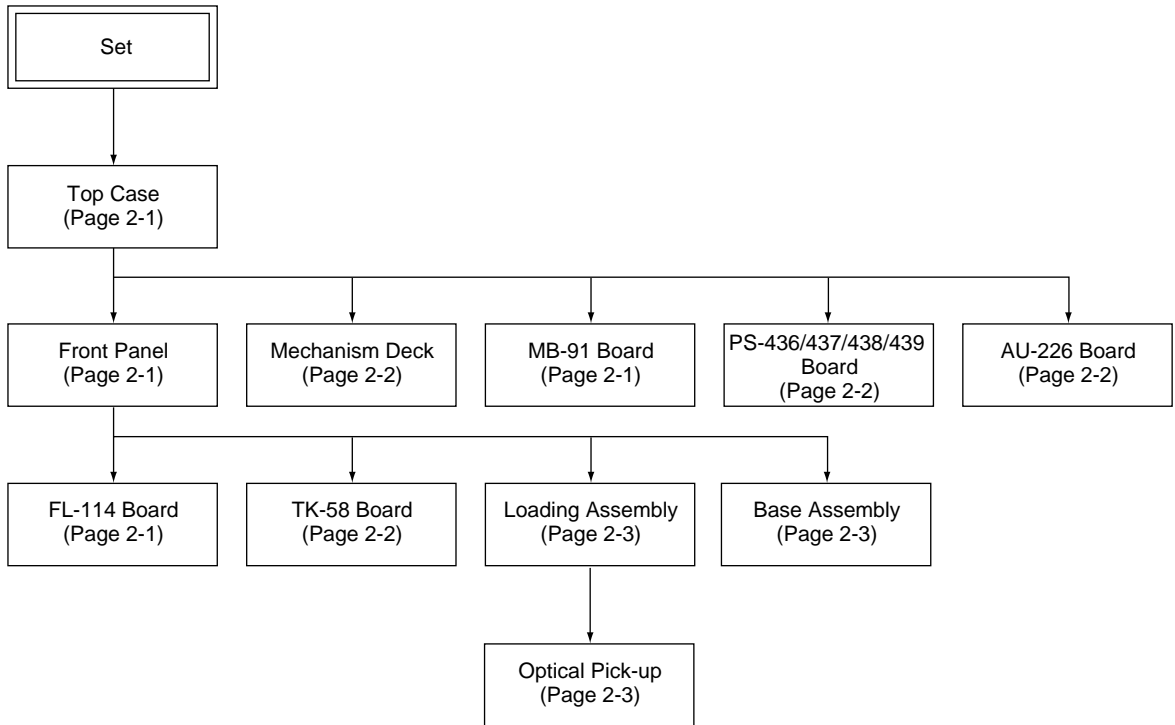 Set
Top Case
(Page 2-1)
Front Panel
(Page 2-1)
Mechanism Deck
(Page 2-2)
MB-91 Board
(Page 2-1)
PS-436/437/438/439
Board
(Page 2-2)
AU-226 Board
(Page 2-2)
FL-114 Board
(Page 2-1)
TK-58 Board
(Page 2-2)
Loading Assembly
(Page 2-3)
Base Assembly
(Page 2-3)
Optical Pick-up
(Page 2-3)